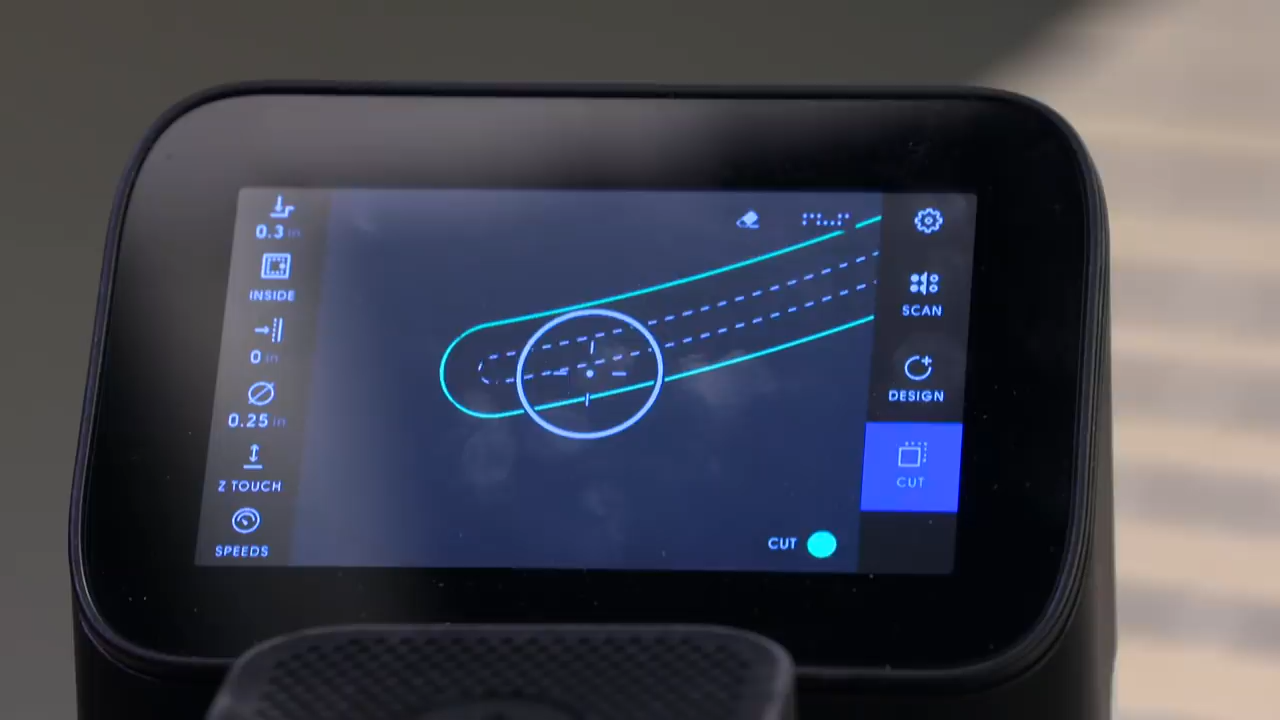 0.3 in
INSIDE
0 in
0.25 in
Z TOUCH
SPEEDS
SCAN
DESIGN
CUT
CUT